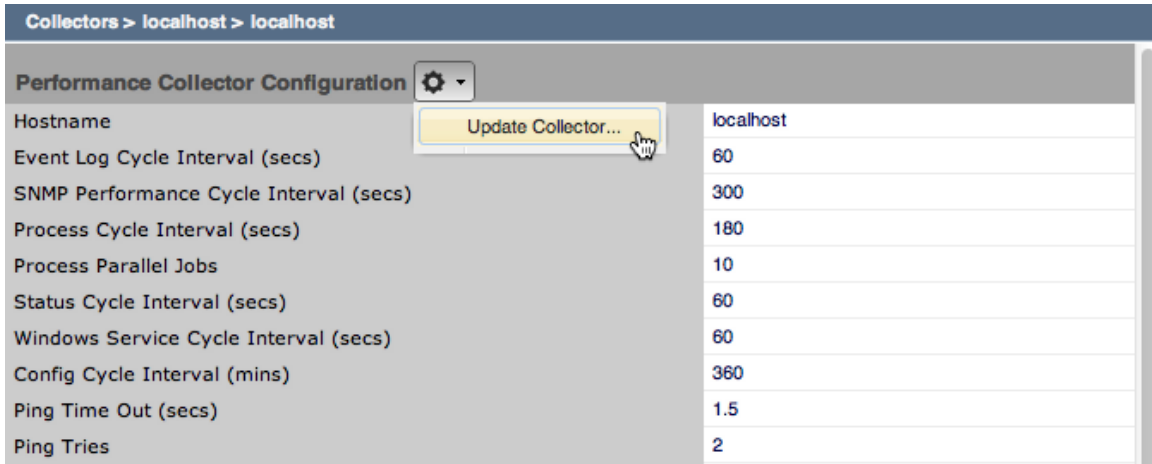 Collectors > localhost > localhost
Performance Collector Configuration
Update Collector...
Hostname localhost
Event Log Cycle Interval (secs) 60
SNMP Performance Cycle Interval (secs) 300
Process Cycle Interval (secs) 180
Process Parallel Jobs 10
Status Cycle Interval (secs) 60
Windows Service Cycle Interval (secs) 60
Config Cycle Interval (mins) 360
Ping Time Out (secs) 1.5
Ping Tries 2